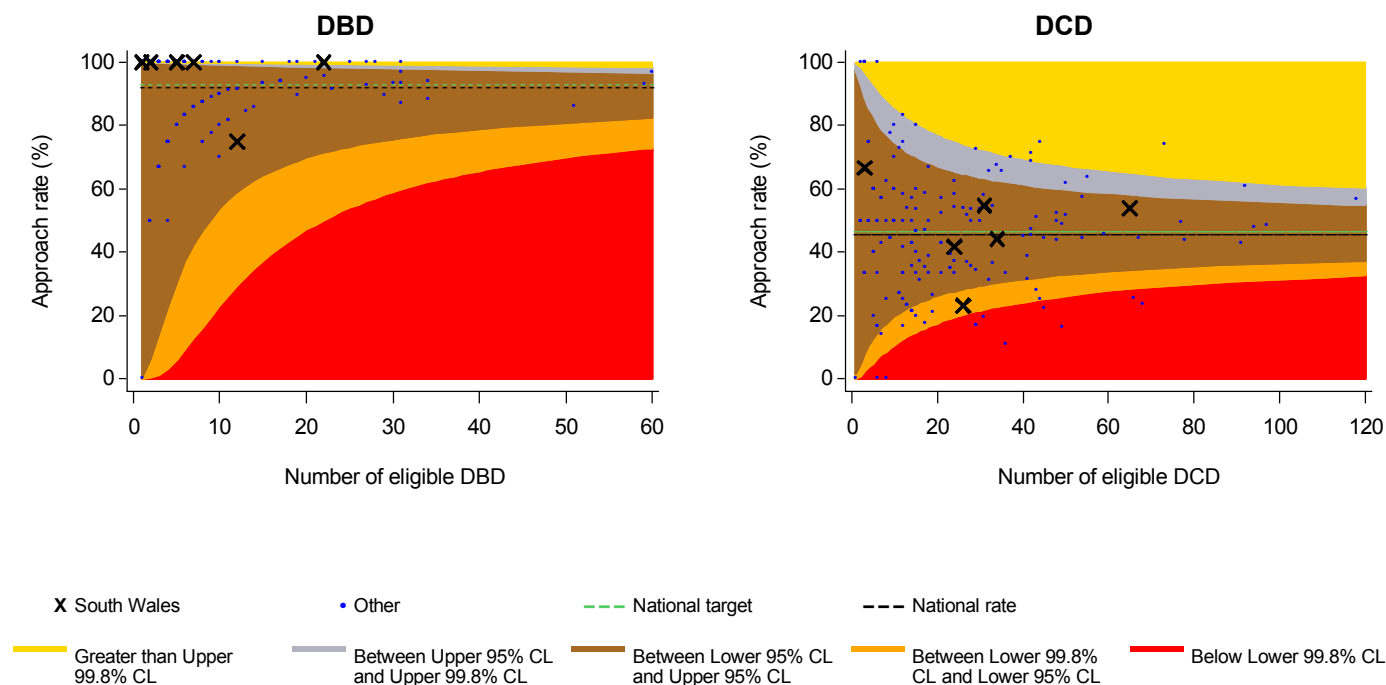 DBD
100
80
60
40
20
0
Approach rate (%)
0 10 20 30 40 50 60
Number of eligible DBD
DCD
100
80
60
40
20
0
Approach rate (%)
0 20 40 60 80 100 120
Number of eligible DCD
X South Wales
Other
National target
National rate
Greater than Upper
99.8% CL
Between Upper 95% CL
and Upper 99.8% CL
Between Lower 95% CL
and Upper 95% CL
Between Lower 99.8%
CL and Lower 95% CL
Below Lower 99.8% CL